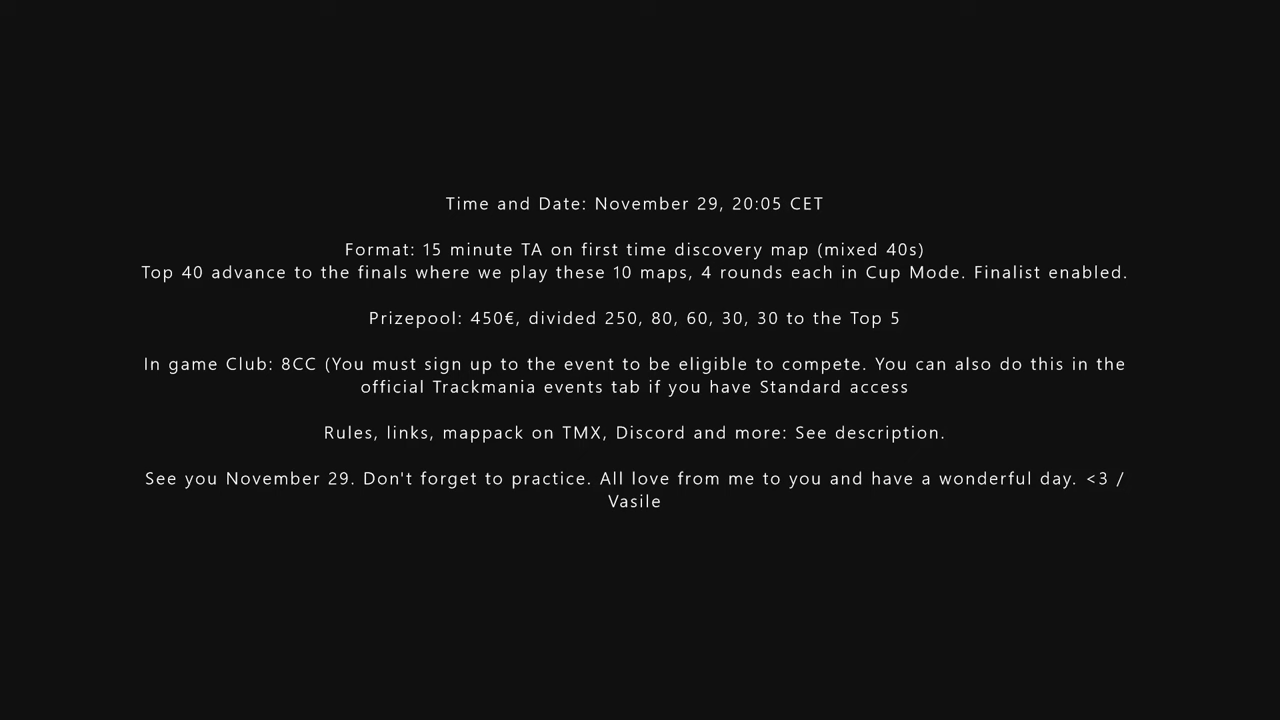 Time and Date: November 29, 20:05 CET
Format: 15 minute TA on first time discovery map (mixed 40s)
Top 40 advance to the finals where we play these 10 maps, 4 rounds each in Cup Mode. Finalist enabled.
Prizepool: 450€, divided 250, 80, 60, 30, 30 to the Top 5
In game Club: 8CC (You must sign up to the event to be eligible to compete. You can also do this in the
official Trackmania events tab if you have Standard access
Rules, links, mappack on TMX, Discord and more: See description.
See you November 29. Don't forget to practice. All love from me to you and have a wonderful day. <3 /
Vasile